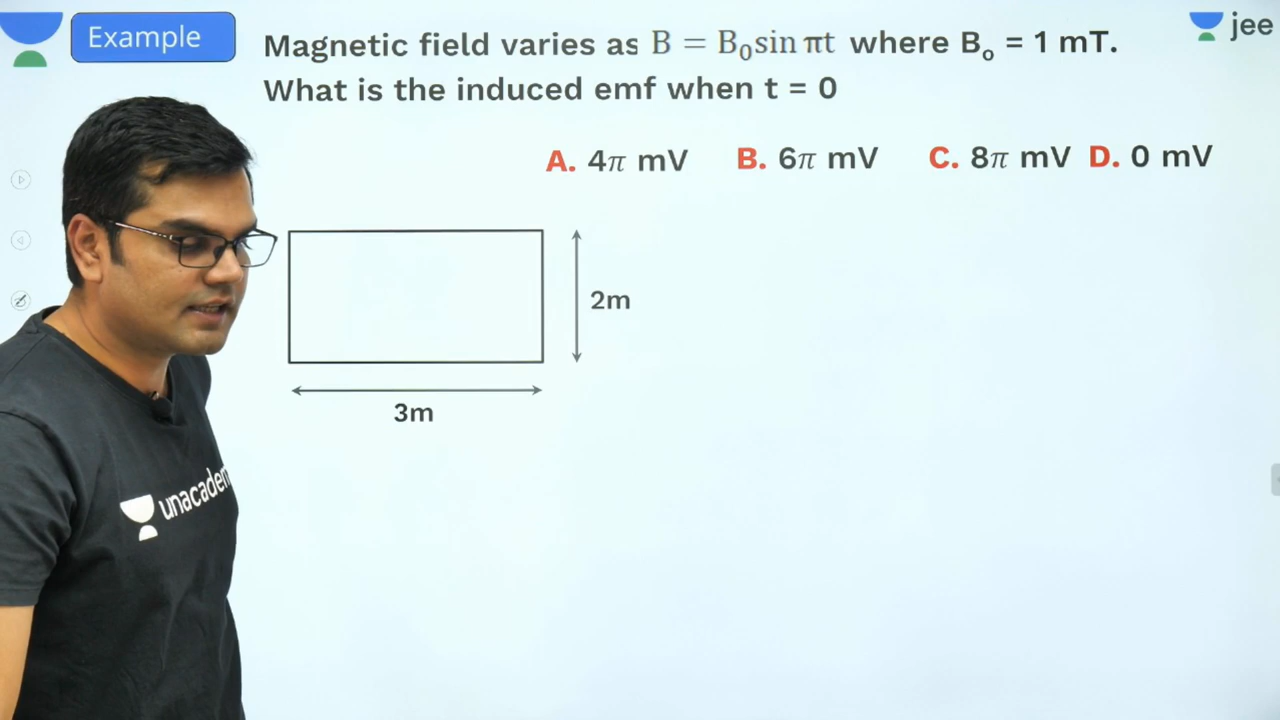 Example
jee
Magnetic field varies as B = B₀sin πt where Bₒ = 1 mT.
What is the induced emf when t = 0
A. 4π mV B. 6π mV C. 8π mV D. 0 mV
2m
3m
unacadem